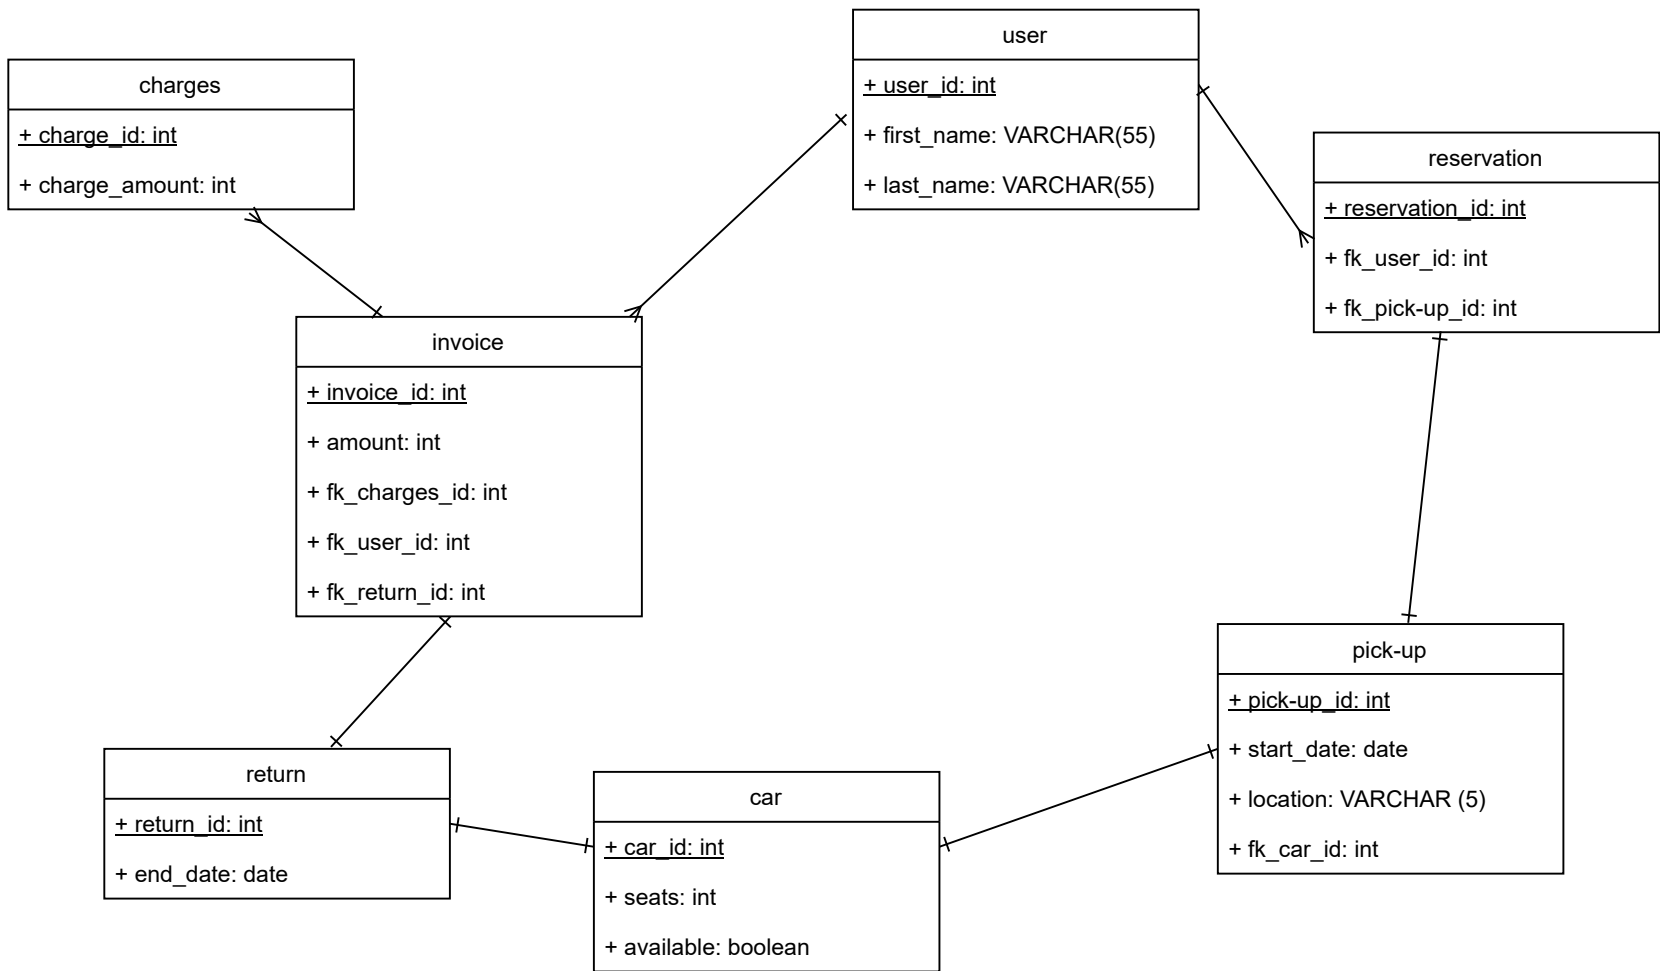 charges
+ charge_id: int
+ charge_amount: int
user
+ user_id: int
+ first_name: VARCHAR(55)
+ last_name: VARCHAR(55)
reservation
+ reservation_id: int
+ fk_user_id: int
+ fk_pick-up_id: int
invoice
+ invoice_id: int
+ amount: int
+ fk_charges_id: int
+ fk_user_id: int
+ fk_return_id: int
return
+ return_id: int
+ end_date: date
car
+ car_id: int
+ seats: int
+ available: boolean
pick-up
+ pick-up_id: int
+ start_date: date
+ location: VARCHAR (5)
+ fk_car_id: int